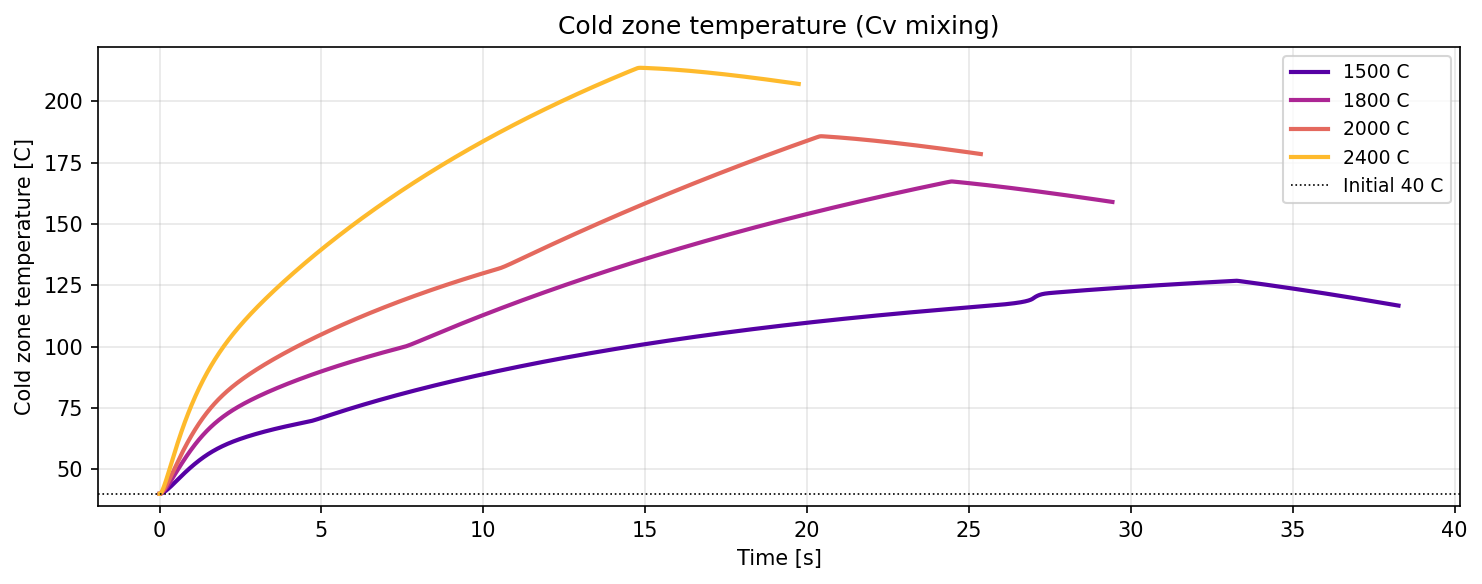 Cold zone temperature (Cv mixing)
Cold zone temperature [C]
200
175
150
125
100
75
50
1500 C
1800 C
2000 C
2400 C
Initial 40 C
0 5 10 15 20 25 30 35 40
Time [s]